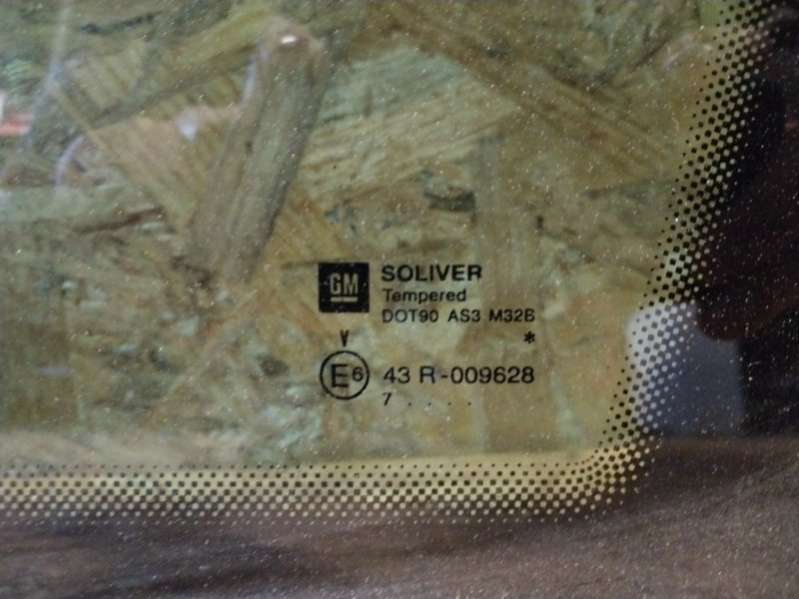 GM SOLIVER
Tempered
DOT90 AS3 M32B
V *
E6 43 R-009628
7 . . . .